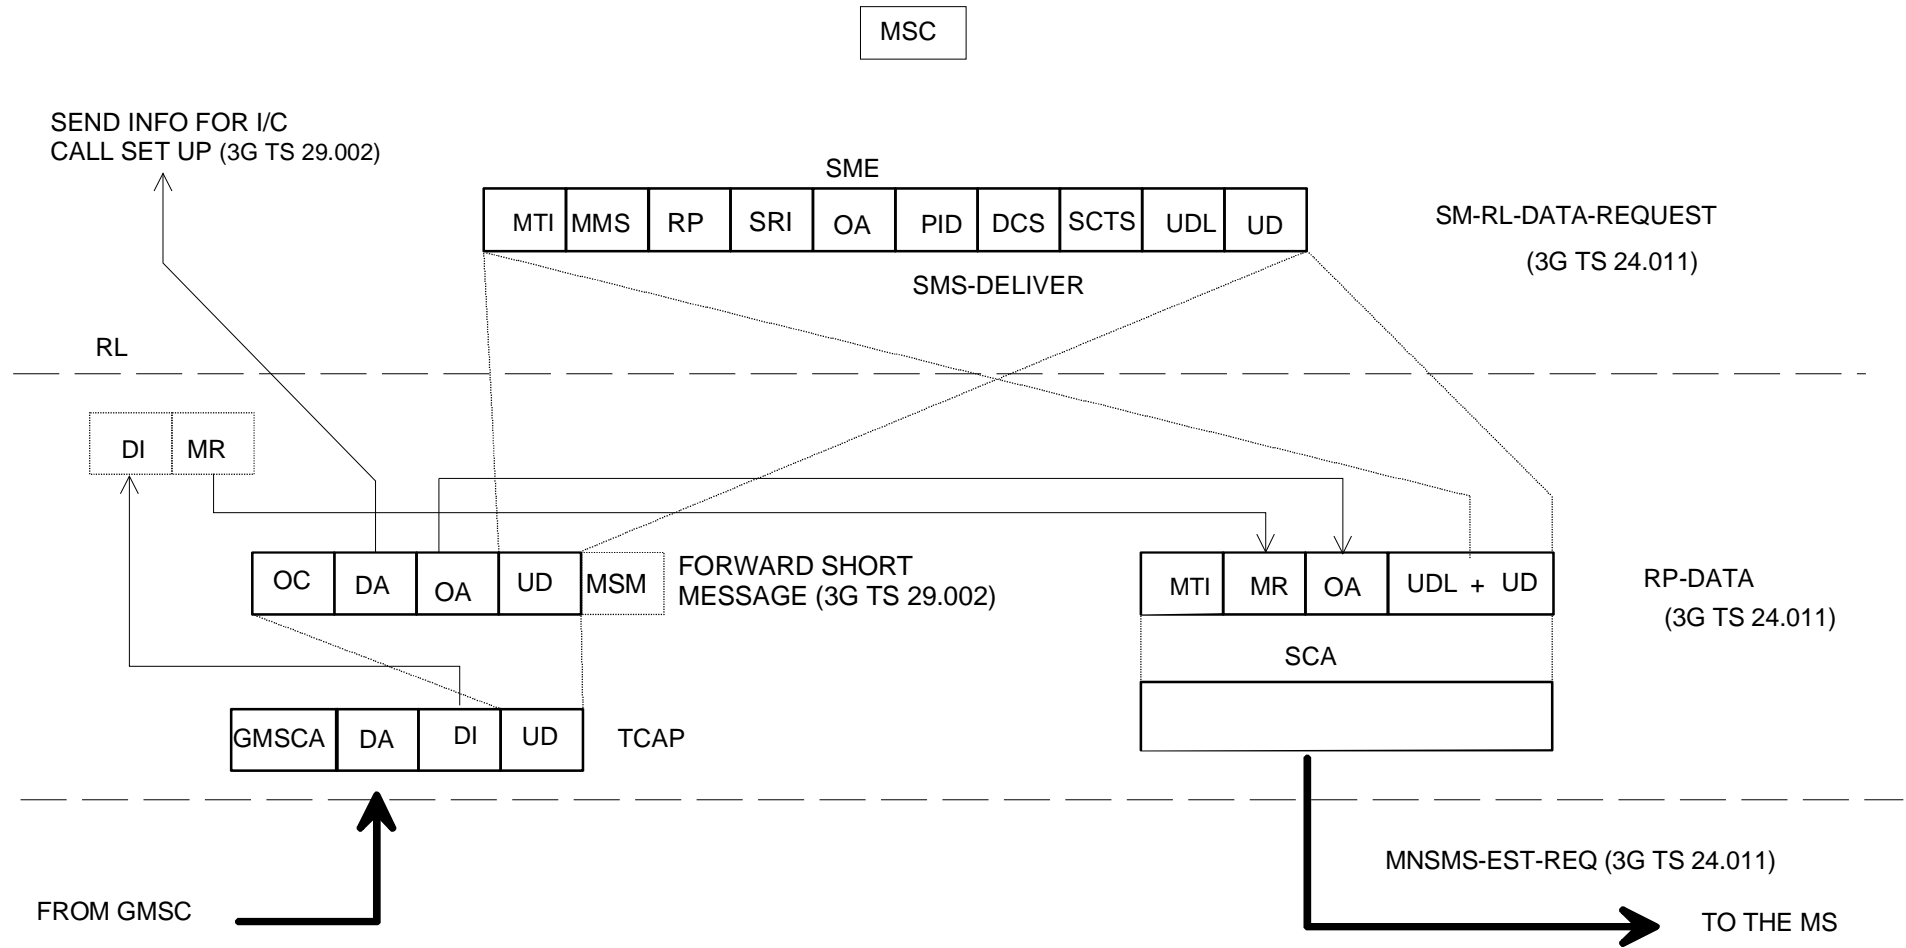 MSC
SEND INFO FOR I/C
CALL SET UP (3G TS 29.002)
SME
MTI MMS RP SRI OA PID DCS SCTS UDL UD
SM-RL-DATA-REQUEST
(3G TS 24.011)
SMS-DELIVER
RL
DI MR
OC DA OA UD MSM
FORWARD SHORT
MESSAGE (3G TS 29.002)
MTI MR OA UDL + UD
RP-DATA
(3G TS 24.011)
SCA
GMSCA DA DI UD
TCAP
MNSMS-EST-REQ (3G TS 24.011)
FROM GMSC
TO THE MS